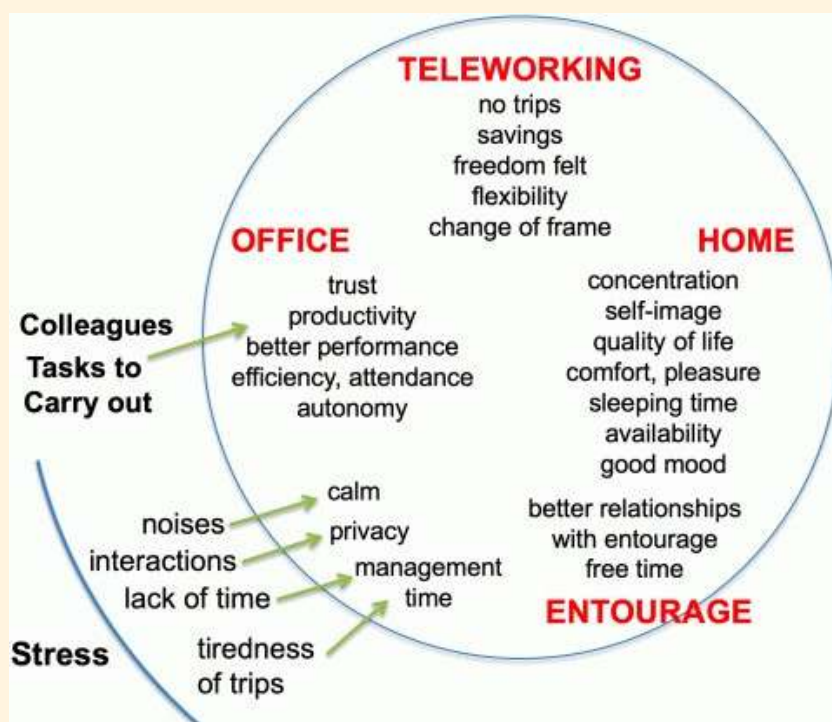 TELEWORKING
no trips
savings
freedom felt
flexibility
change of frame
OFFICE
trust
productivity
better performance
efficiency, attendance
autonomy
HOME
concentration
self-image
quality of life
comfort, pleasure
sleeping time
availability
good mood
Colleagues
Tasks to
Carry out
calm
privacy
management
time
noises
interactions
lack of time
tiredness
of trips
Stress
better relationships
with entourage
free time
ENTOURAGE